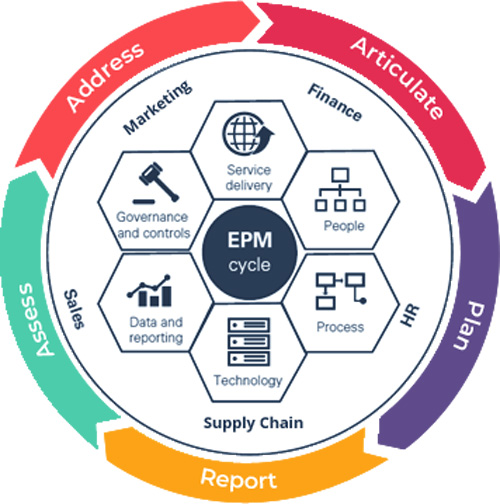 Address
Articulate
Marketing
Finance
Service
delivery
Governance
and controls
People
EPM
cycle
Assess
Sales
Data and
reporting
Process
HR
Plan
Technology
Supply Chain
Report